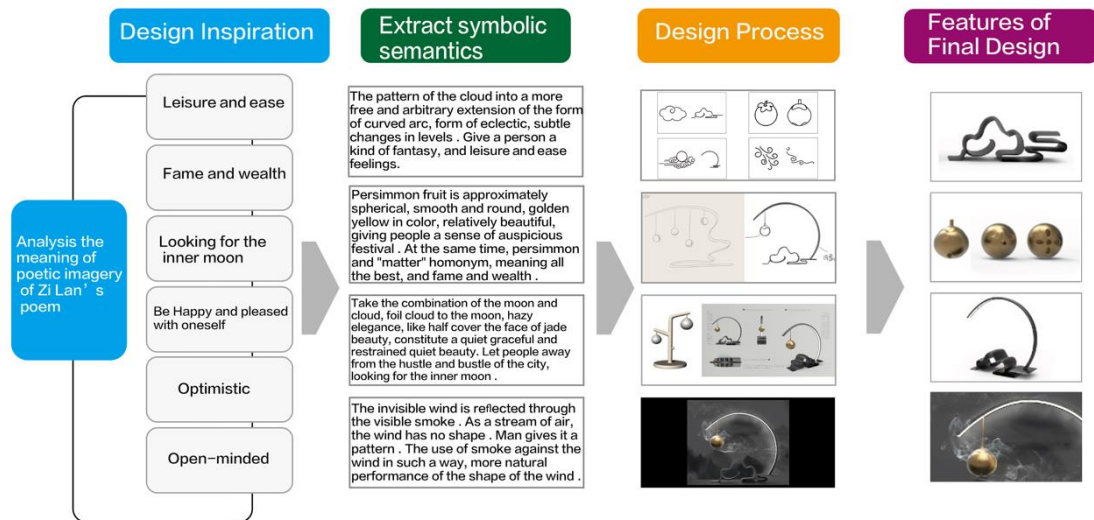 Design Inspiration
Extract symbolic
semantics
Design Process
Features of
Final Design
Analysis the
meaning of
poetic imagery
of Zi Lan's
poem
Leisure and ease
Fame and wealth
Looking for the
inner moon
Be Happy and pleased
with oneself
Optimistic
Open-minded
The pattern of the cloud into a more
free and arbitrary extension of the form
of curved arc, form of eclectic, subtle
changes in levels . Give a person a
kind of fantasy, and leisure and ease
feelings.
Persimmon fruit is approximately
spherical, smooth and round, golden
yellow in color, relatively beautiful,
giving people a sense of auspicious
festival . At the same time, persimmon
and "matter" homonym, meaning all
the best, and fame and wealth .
Take the combination of the moon and
cloud, foil cloud to the moon, hazy
elegance, like half cover the face of jade
beauty, constitute a quiet graceful and
restrained quiet beauty. Let people away
from the hustle and bustle of the city,
looking for the inner moon .
The invisible wind is reflected through
the visible smoke . As a stream of air,
the wind has no shape . Man gives it a
pattern . The use of smoke against the
wind in such a way, more natural
performance of the shape of the wind .